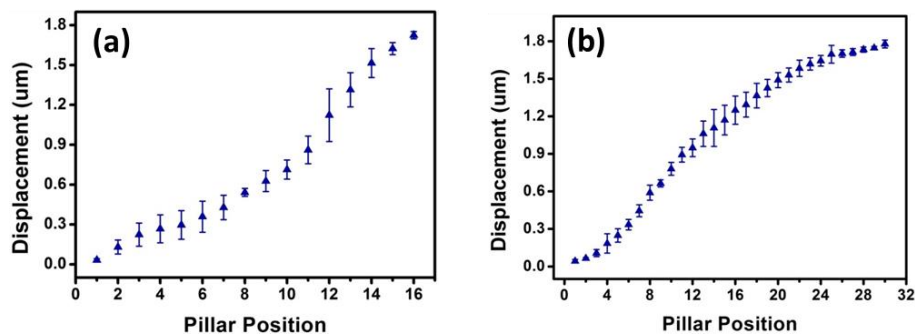 (a)
Displacement (um)
1.8
1.5
1.2
0.9
0.6
0.3
0.0
0 2 4 6 8 10 12 14 16
Pillar Position
(b)
Displacement (um)
1.8
1.5
1.2
0.9
0.6
0.3
0.0
0 4 8 12 16 20 24 28 32
Pillar Position